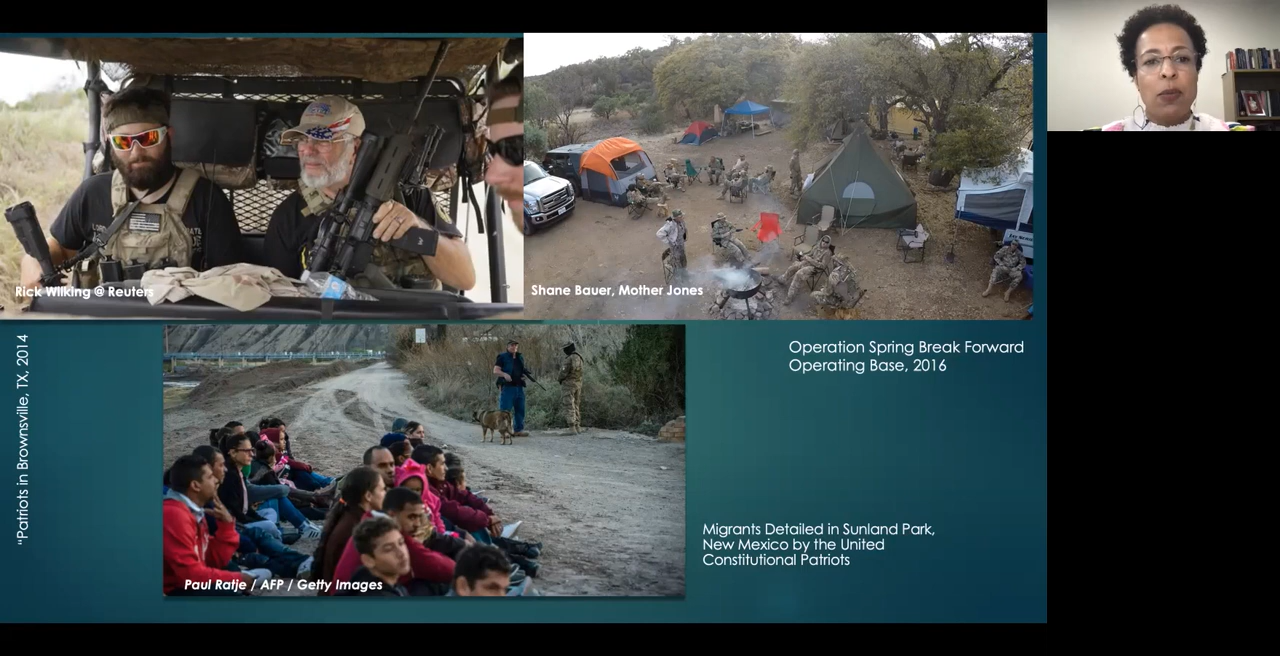 Rick Wilking @ Reuters
Shane Bauer, Mother Jones
"Patriots in Brownsville, TX, 2014
Operation Spring Break Forward
Operating Base, 2016
Migrants Detailed in Sunland Park,
New Mexico by the United
Constitutional Patriots
Paul Ratje / AFP / Getty Images